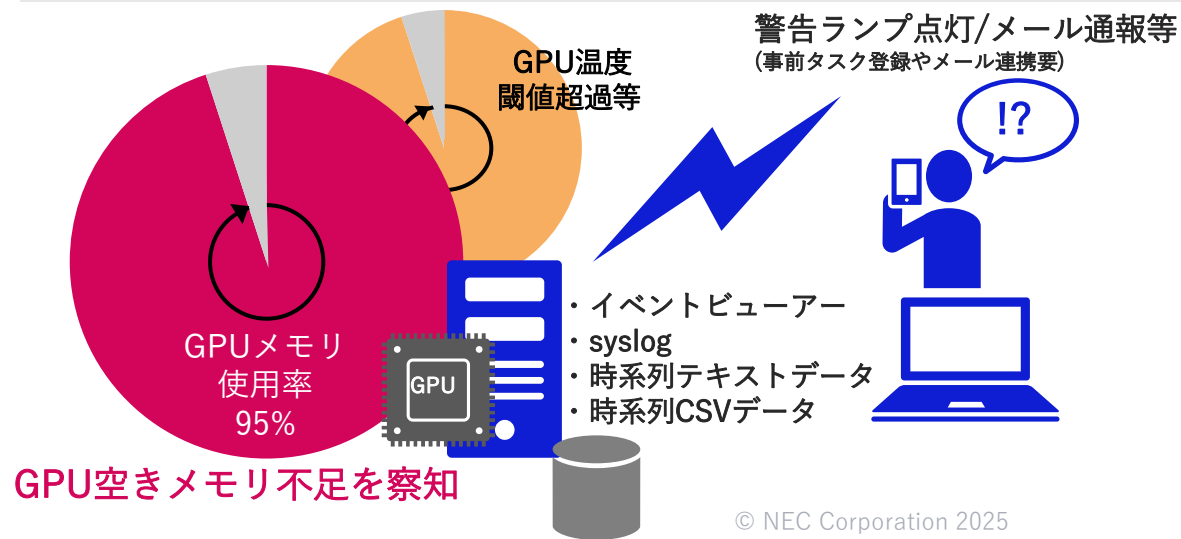 警告ランプ点灯/メール通報等
(事前タスク登録やメール連携要)
GPU温度
閾値超過等
!?
・イベントビューアー
・syslog
・時系列テキストデータ
・時系列CSVデータ
GPUメモリ
使用率
95%
GPU
GPU空きメモリ不足を察知
© NEC Corporation 2025